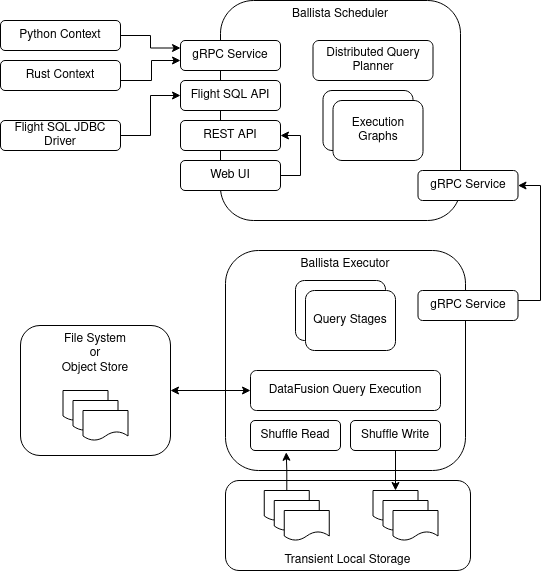 Ballista Scheduler
Python Context
gRPC Service
Distributed Query
Planner
Rust Context
Flight SQL API
Execution
Graphs
Flight SQL JDBC
Driver
REST API
Web UI
gRPC Service
Ballista Executor
gRPC Service
Query Stages
File System
or
Object Store
DataFusion Query Execution
Shuffle Read
Shuffle Write
Transient Local Storage